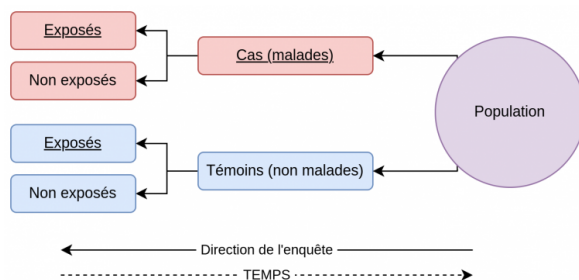 Exposés
Cas (malades)
Non exposés
Population
Exposés
Témoins (non malades)
Non exposés
Direction de l'enquête
TEMPS